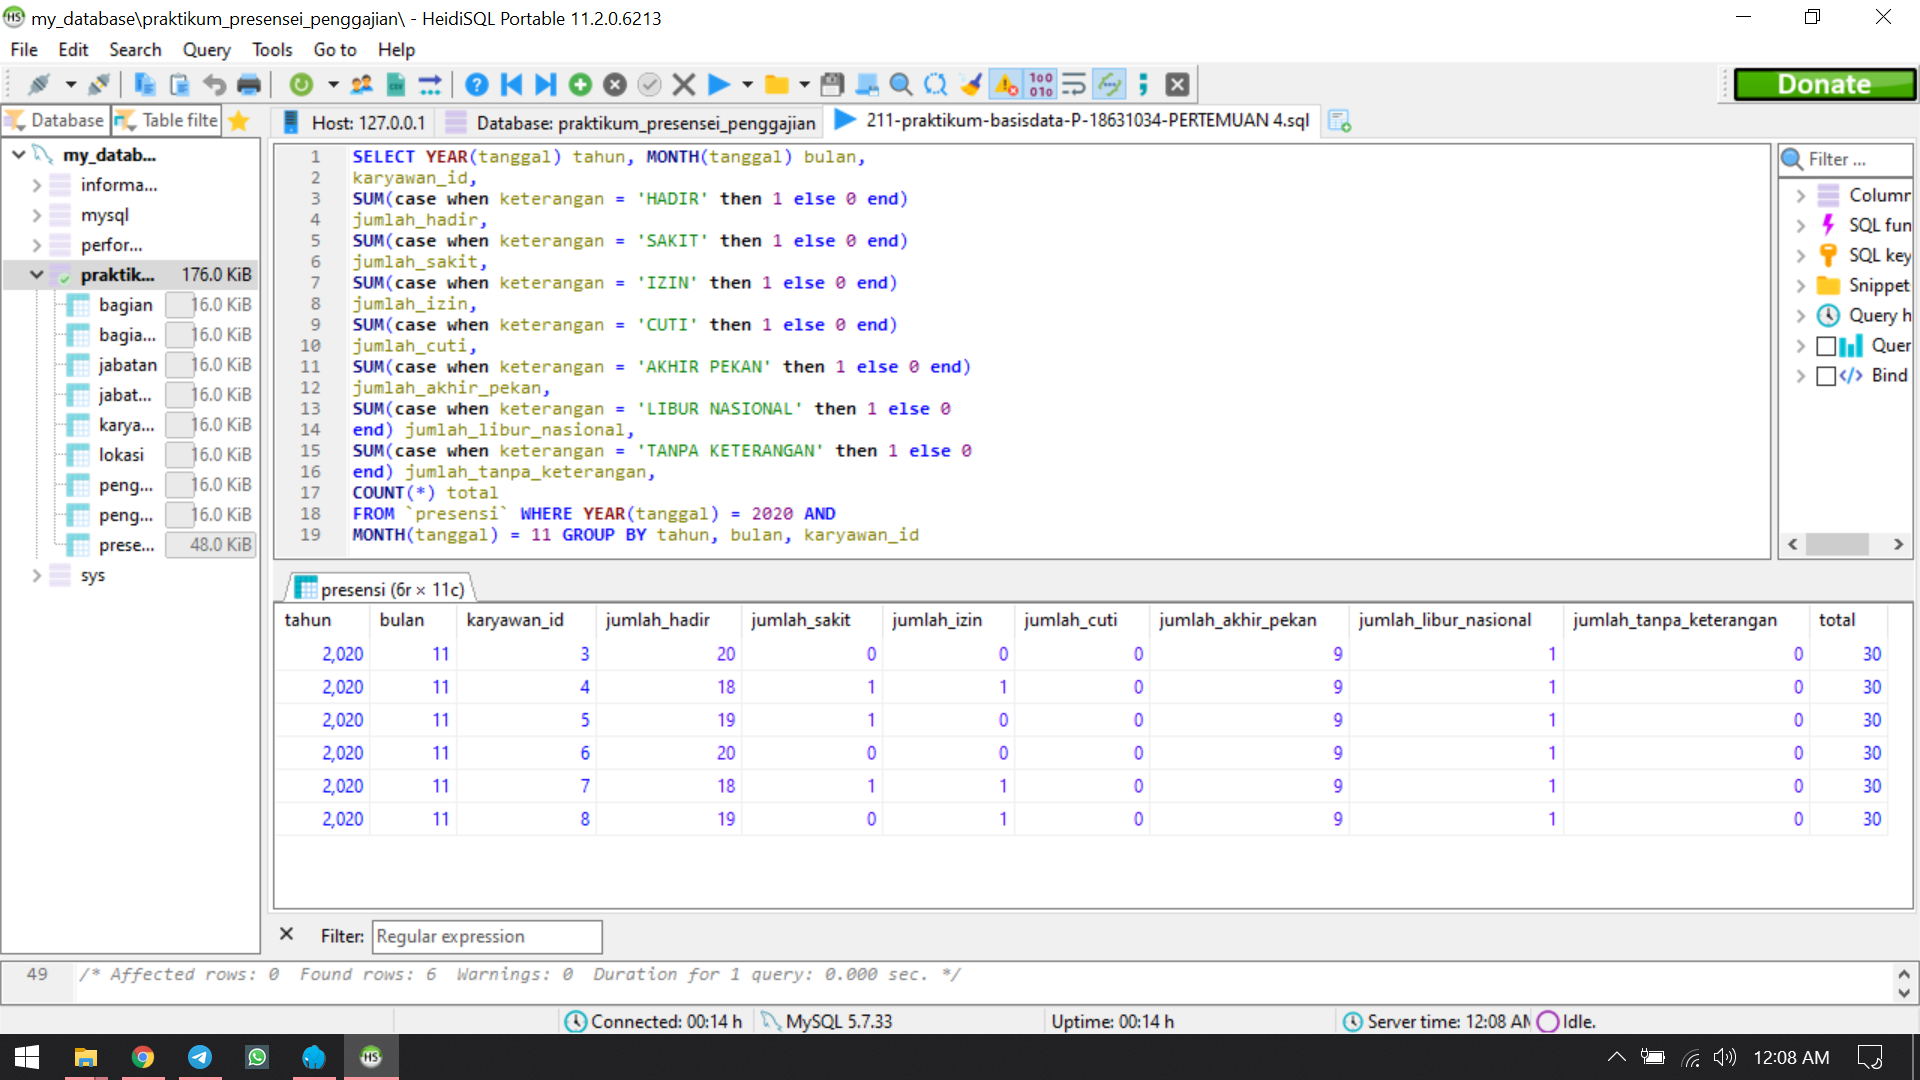 my_database\praktikum_presensei_penggajian\ - HeidiSQL Portable 11.2.0.6213
File Edit Search Query Tools Go to Help
Donate
Database Table filte
Host: 127.0.0.1 Database: praktikum_presensei_penggajian 211-praktikum-basisdata-P-18631034-PERTEMUAN 4.sql
my_datab...
informa...
mysql
perfor...
praktik... 176.0 KiB
bagian 16.0 KiB
bagia... 16.0 KiB
jabatan 16.0 KiB
jabat... 16.0 KiB
karya... 16.0 KiB
lokasi 16.0 KiB
peng... 16.0 KiB
peng... 16.0 KiB
prese... 48.0 KiB
sys
1 SELECT YEAR(tanggal) tahun, MONTH(tanggal) bulan,
2 karyawan_id,
3 SUM(case when keterangan = 'HADIR' then 1 else 0 end)
4 jumlah_hadir,
5 SUM(case when keterangan = 'SAKIT' then 1 else 0 end)
6 jumlah_sakit,
7 SUM(case when keterangan = 'IZIN' then 1 else 0 end)
8 jumlah_izin,
9 SUM(case when keterangan = 'CUTI' then 1 else 0 end)
10 jumlah_cuti,
11 SUM(case when keterangan = 'AKHIR PEKAN' then 1 else 0 end)
12 jumlah_akhir_pekan,
13 SUM(case when keterangan = 'LIBUR NASIONAL' then 1 else 0
14 end) jumlah_libur_nasional,
15 SUM(case when keterangan = 'TANPA KETERANGAN' then 1 else 0
16 end) jumlah_tanpa_keterangan,
17 COUNT(*) total
18 FROM `presensi` WHERE YEAR(tanggal) = 2020 AND
19 MONTH(tanggal) = 11 GROUP BY tahun, bulan, karyawan_id
Filter ...
Column
SQL fun
SQL key
Snippet
Query h
Quer
Bind
presensi (6r × 11c)
tahun bulan karyawan_id jumlah_hadir jumlah_sakit jumlah_izin jumlah_cuti jumlah_akhir_pekan jumlah_libur_nasional jumlah_tanpa_keterangan total
2,020 11 3 20 0 0 0 9 1 0 30
2,020 11 4 18 1 1 0 9 1 0 30
2,020 11 5 19 1 0 0 9 1 0 30
2,020 11 6 20 0 0 0 9 1 0 30
2,020 11 7 18 1 1 0 9 1 0 30
2,020 11 8 19 0 1 0 9 1 0 30
Filter: Regular expression
49 /* Affected rows: 0 Found rows: 6 Warnings: 0 Duration for 1 query: 0.000 sec. */
Connected: 00:14 h MySQL 5.7.33 Uptime: 00:14 h Server time: 12:08 AM Idle.
HS 12:08 AM